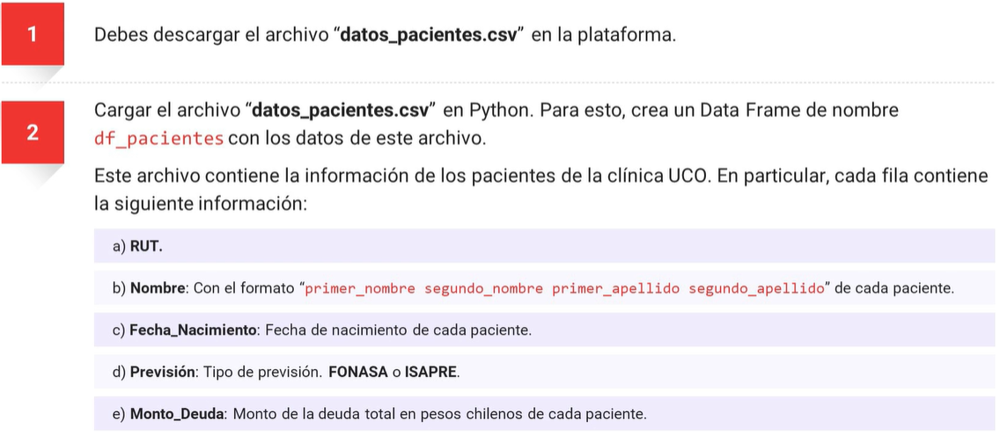 1
Debes descargar el archivo “datos_pacientes.csv” en la plataforma.
2
Cargar el archivo “datos_pacientes.csv” en Python. Para esto, crea un Data Frame de nombre
df_pacientes con los datos de este archivo.
Este archivo contiene la información de los pacientes de la clínica UCO. En particular, cada fila contiene
la siguiente información:
a) RUT.
b) Nombre: Con el formato “primer_nombre segundo_nombre primer_apellido segundo_apellido” de cada paciente.
c) Fecha_Nacimiento: Fecha de nacimiento de cada paciente.
d) Previsión: Tipo de previsión. FONASA o ISAPRE.
e) Monto_Deuda: Monto de la deuda total en pesos chilenos de cada paciente.